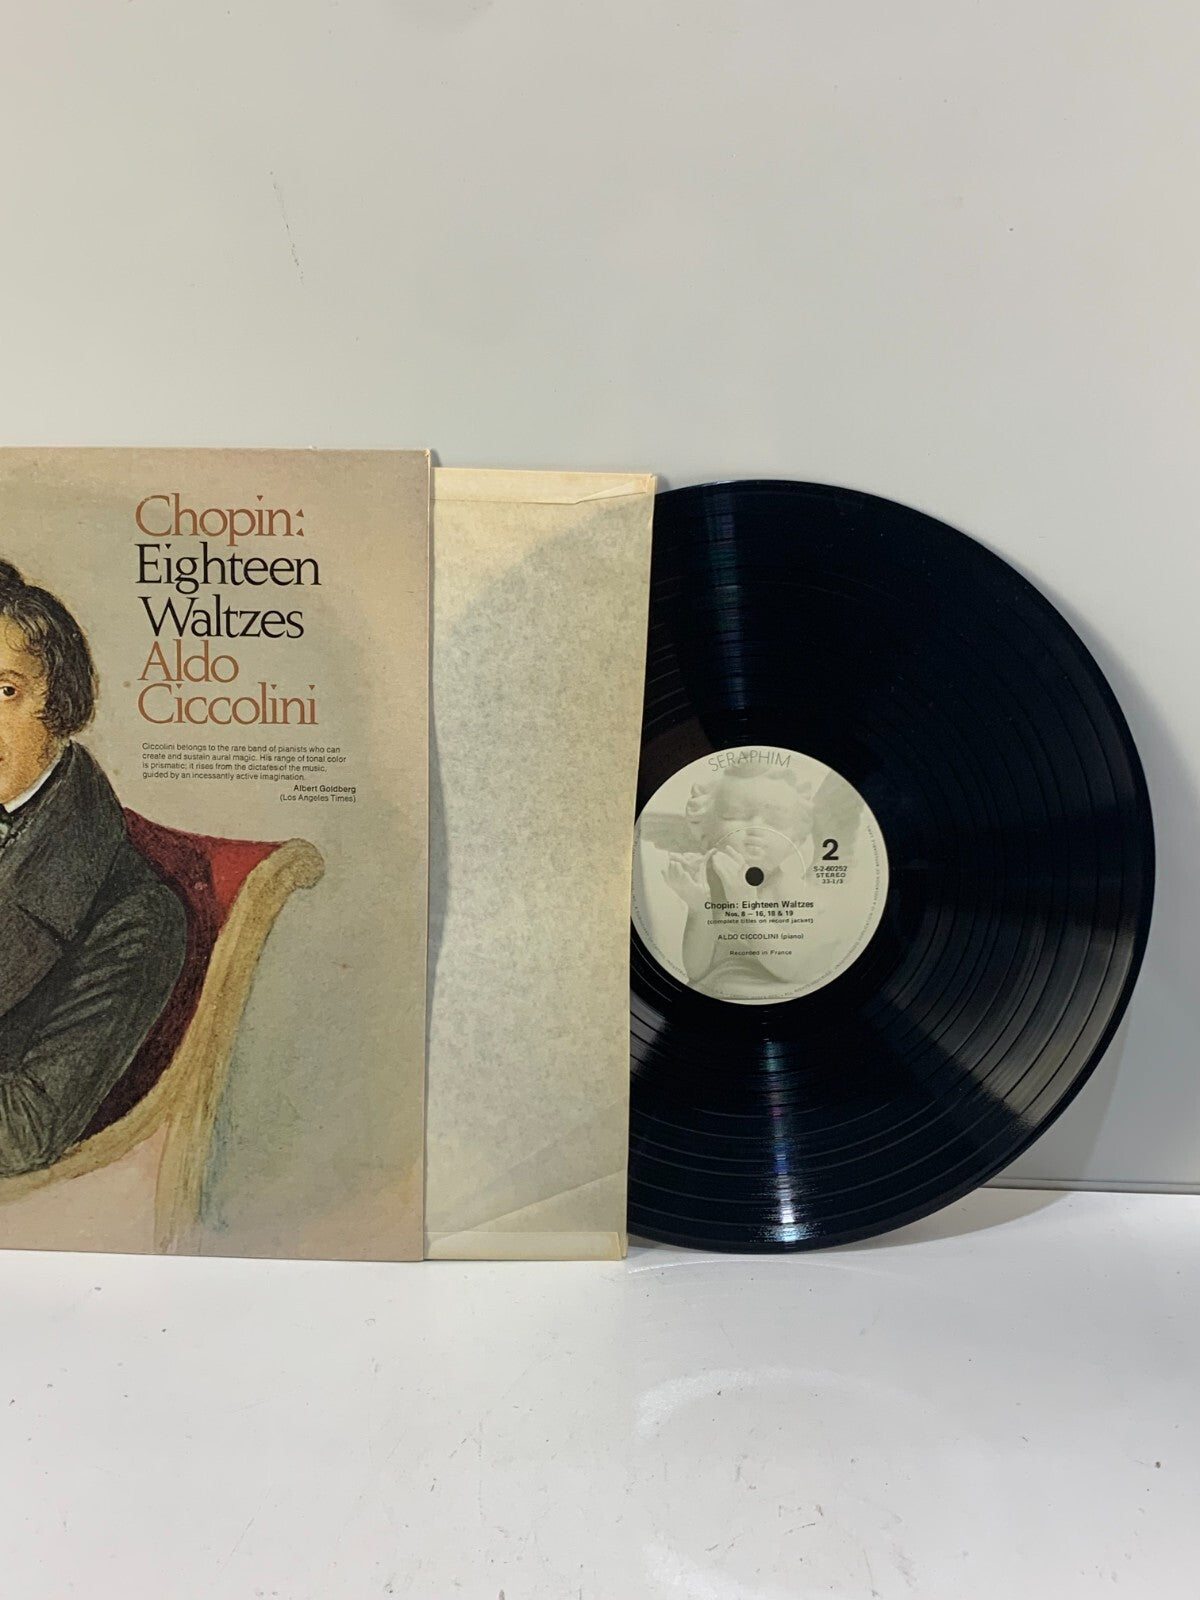 Chopin:
Eighteen
Waltzes
Aldo
Ciccolini
Ciccolini belongs to the rare band of pianists who can
create and sustain aural magic. His range of tonal color
is prismatic; it rises from the dictates of the music,
guided by an incessantly active imagination.
Albert Goldberg
(Los Angeles Times)
SERAPHIM
2
S-2-60252
STEREO
33-1/3
Chopin: Eighteen Waltzes
Nos. 8 – 16, 18 & 19
(complete titles on record jacket)
ALDO CICCOLINI (piano)
Recorded in France